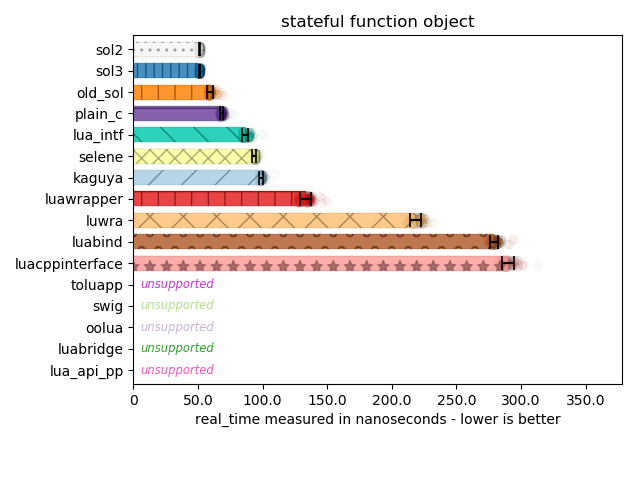 stateful function object
sol2
sol3
old_sol
plain_c
lua_intf
selene
kaguya
luawrapper
luwra
luabind
luacppinterface
toluapp unsupported
swig unsupported
oolua unsupported
luabridge unsupported
lua_api_pp unsupported
0 50.0 100.0 150.0 200.0 250.0 300.0 350.0
real_time measured in nanoseconds - lower is better